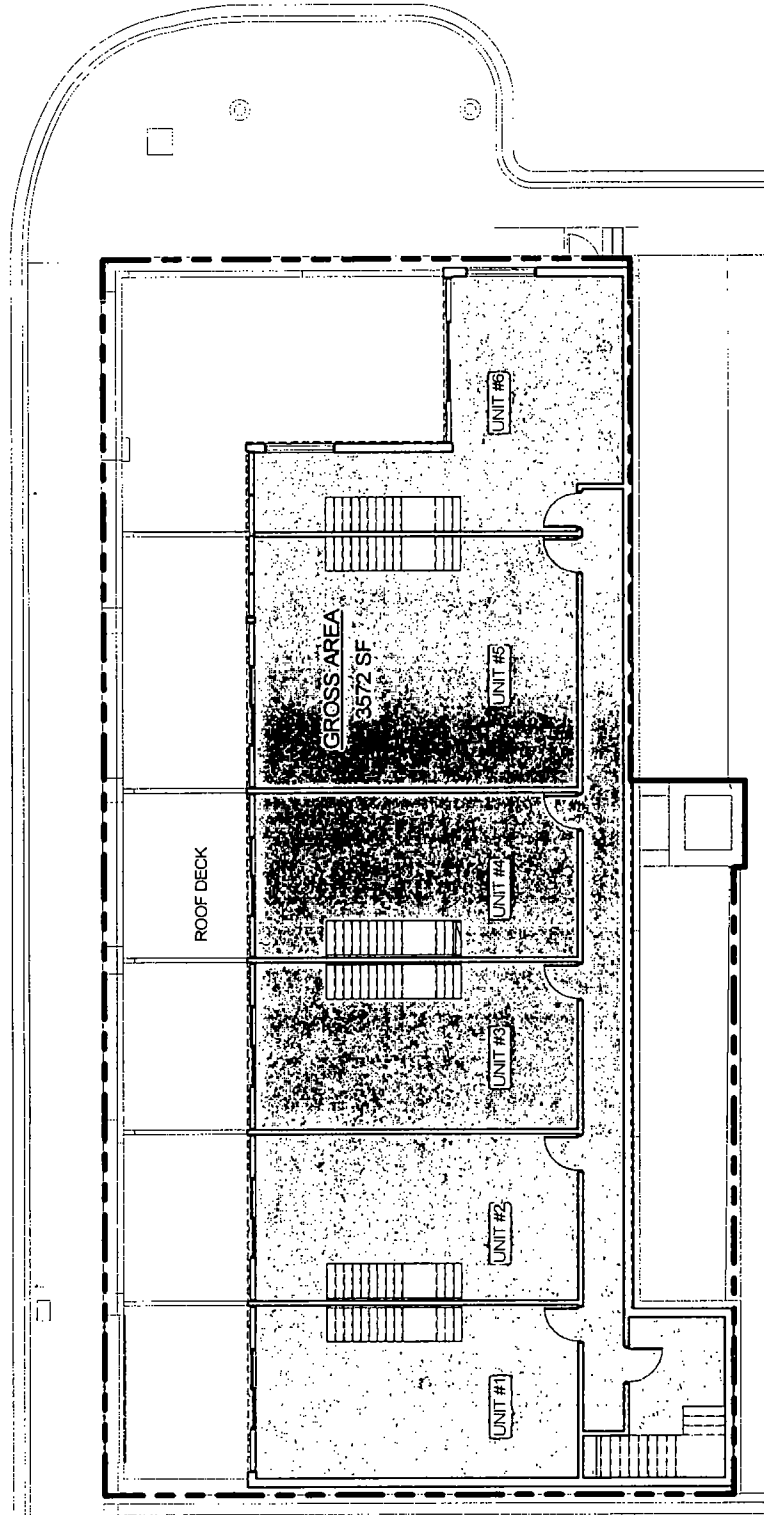 UNIT #6
GROSS AREA
3572 SF
UNIT #5
ROOF DECK
UNIT #4
UNIT #3
UNIT #2
UNIT #1